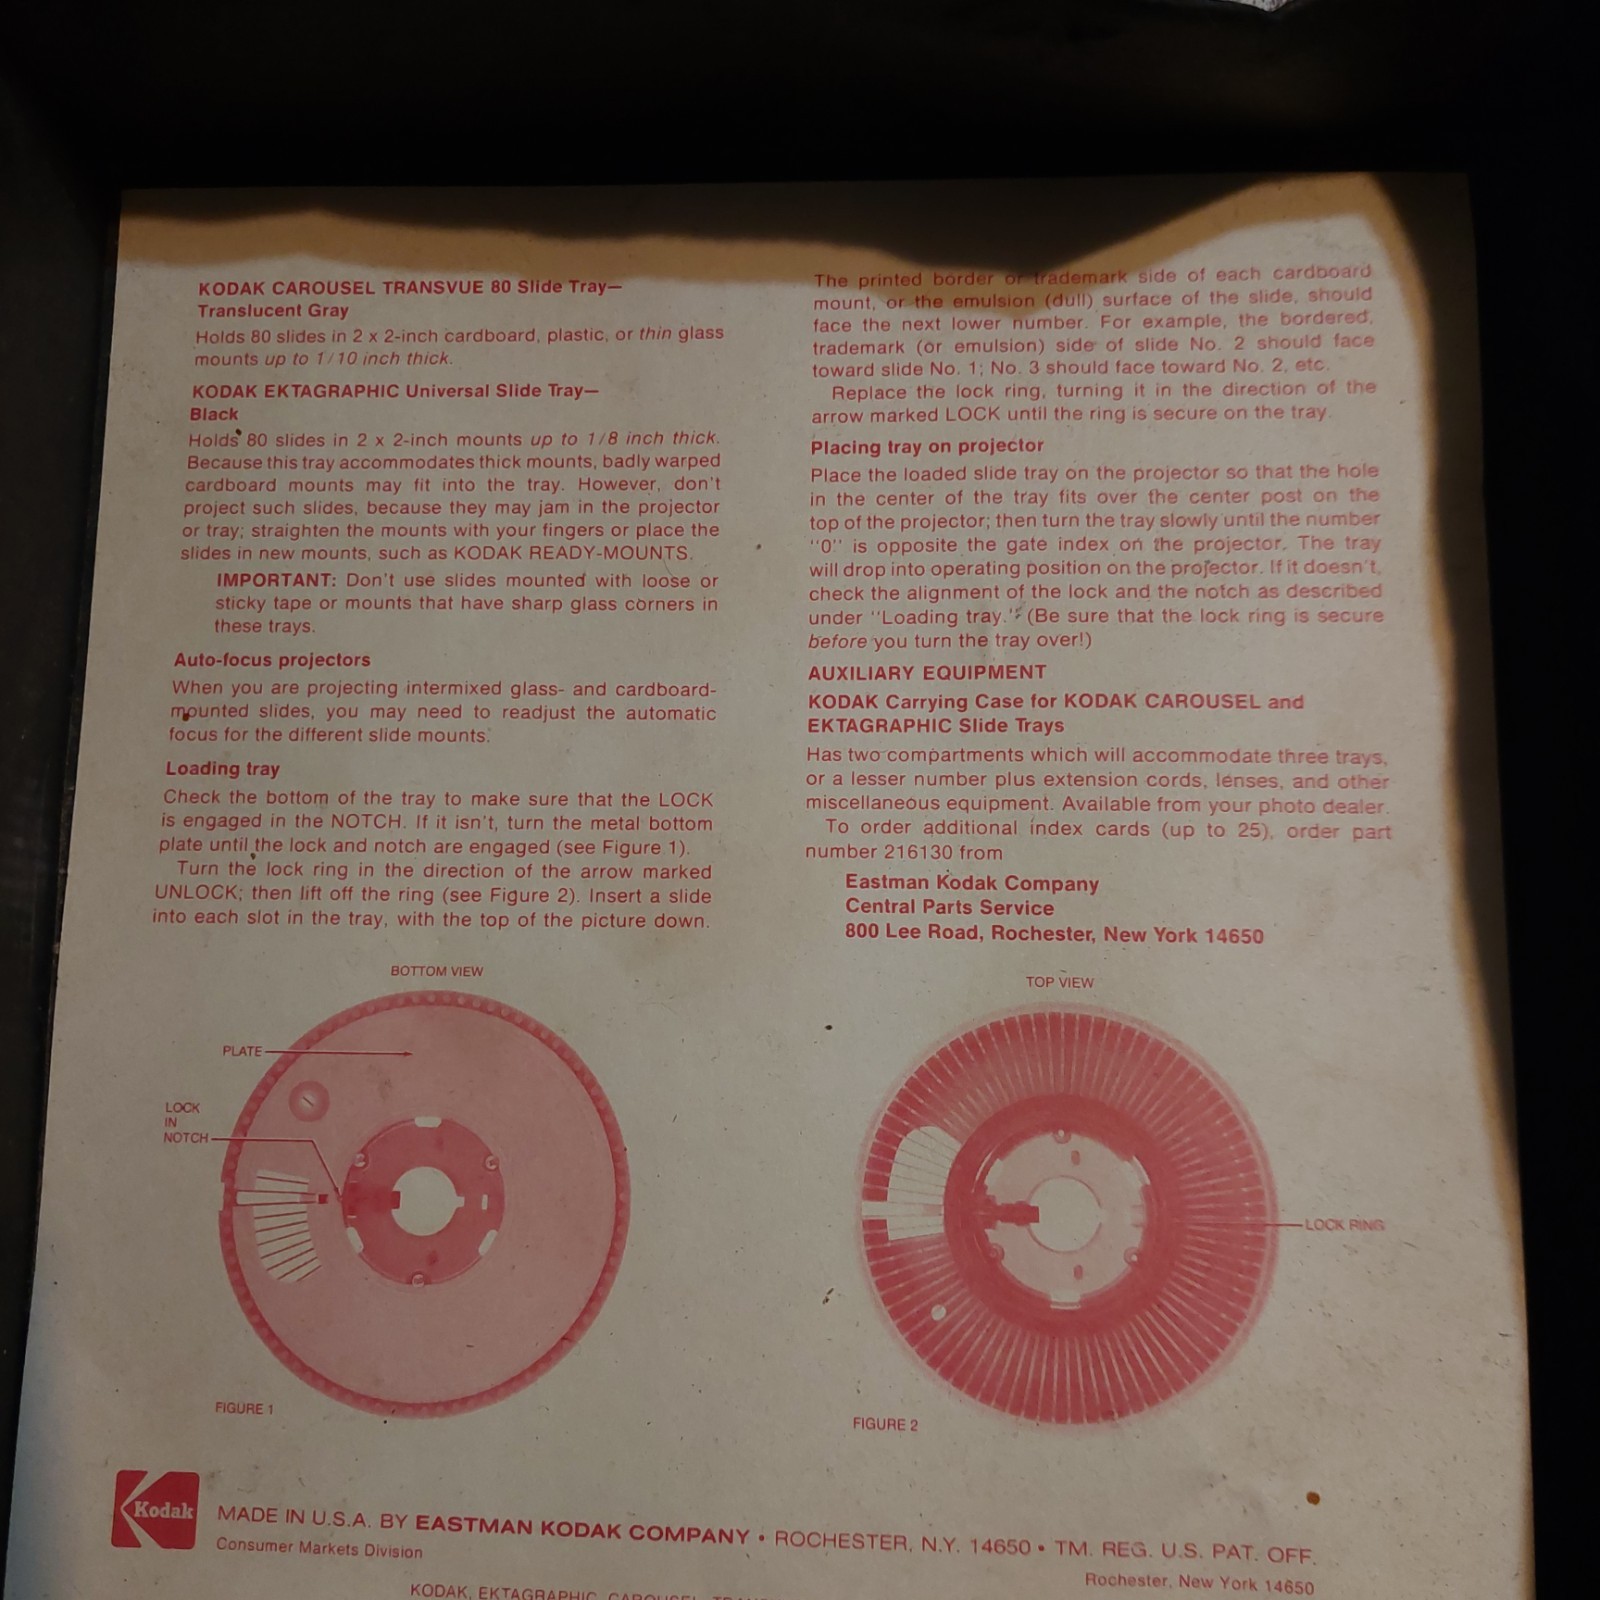 KODAK CAROUSEL TRANSVUE 80 Slide Tray—
Translucent Gray
Holds 80 slides in 2 x 2-inch cardboard, plastic, or thin glass
mounts up to 1/10 inch thick.
KODAK EKTAGRAPHIC Universal Slide Tray—
Black
Holds 80 slides in 2 x 2-inch mounts up to 1/8 inch thick.
Because this tray accommodates thick mounts, badly warped
cardboard mounts may fit into the tray. However, don't
project such slides, because they may jam in the projector
or tray; straighten the mounts with your fingers or place the
slides in new mounts, such as KODAK READY-MOUNTS.
IMPORTANT: Don't use slides mounted with loose or
sticky tape or mounts that have sharp glass corners in
these trays.
Auto-focus projectors
When you are projecting intermixed glass- and cardboard-
mounted slides, you may need to readjust the automatic
focus for the different slide mounts.
Loading tray
Check the bottom of the tray to make sure that the LOCK
is engaged in the NOTCH. If it isn't, turn the metal bottom
plate until the lock and notch are engaged (see Figure 1).
Turn the lock ring in the direction of the arrow marked
UNLOCK; then lift off the ring (see Figure 2). Insert a slide
into each slot in the tray, with the top of the picture down.
The printed border or trademark side of each cardboard
mount, or the emulsion (dull) surface of the slide, should
face the next lower number. For example, the bordered,
trademark (or emulsion) side of slide No. 2 should face
toward slide No. 1; No. 3 should face toward No. 2, etc.
Replace the lock ring, turning it in the direction of the
arrow marked LOCK until the ring is secure on the tray.
Placing tray on projector
Place the loaded slide tray on the projector so that the hole
in the center of the tray fits over the center post on the
top of the projector; then turn the tray slowly until the number
"0" is opposite the gate index on the projector. The tray
will drop into operating position on the projector. If it doesn't,
check the alignment of the lock and the notch as described
under "Loading tray." (Be sure that the lock ring is secure
before you turn the tray over!)
AUXILIARY EQUIPMENT
KODAK Carrying Case for KODAK CAROUSEL and
EKTAGRAPHIC Slide Trays
Has two compartments which will accommodate three trays,
or a lesser number plus extension cords, lenses, and other
miscellaneous equipment. Available from your photo dealer.
To order additional index cards (up to 25), order part
number 216130 from
Eastman Kodak Company
Central Parts Service
800 Lee Road, Rochester, New York 14650
BOTTOM VIEW
PLATE
LOCK
IN
NOTCH
FIGURE 1
TOP VIEW
LOCK RING
FIGURE 2
Kodak
MADE IN U.S.A. BY EASTMAN KODAK COMPANY • ROCHESTER, N.Y. 14650 • TM. REG. U.S. PAT. OFF.
Consumer Markets Division
Rochester, New York 14650
KODAK, EKTAGRAPHIC, CAROUSEL,